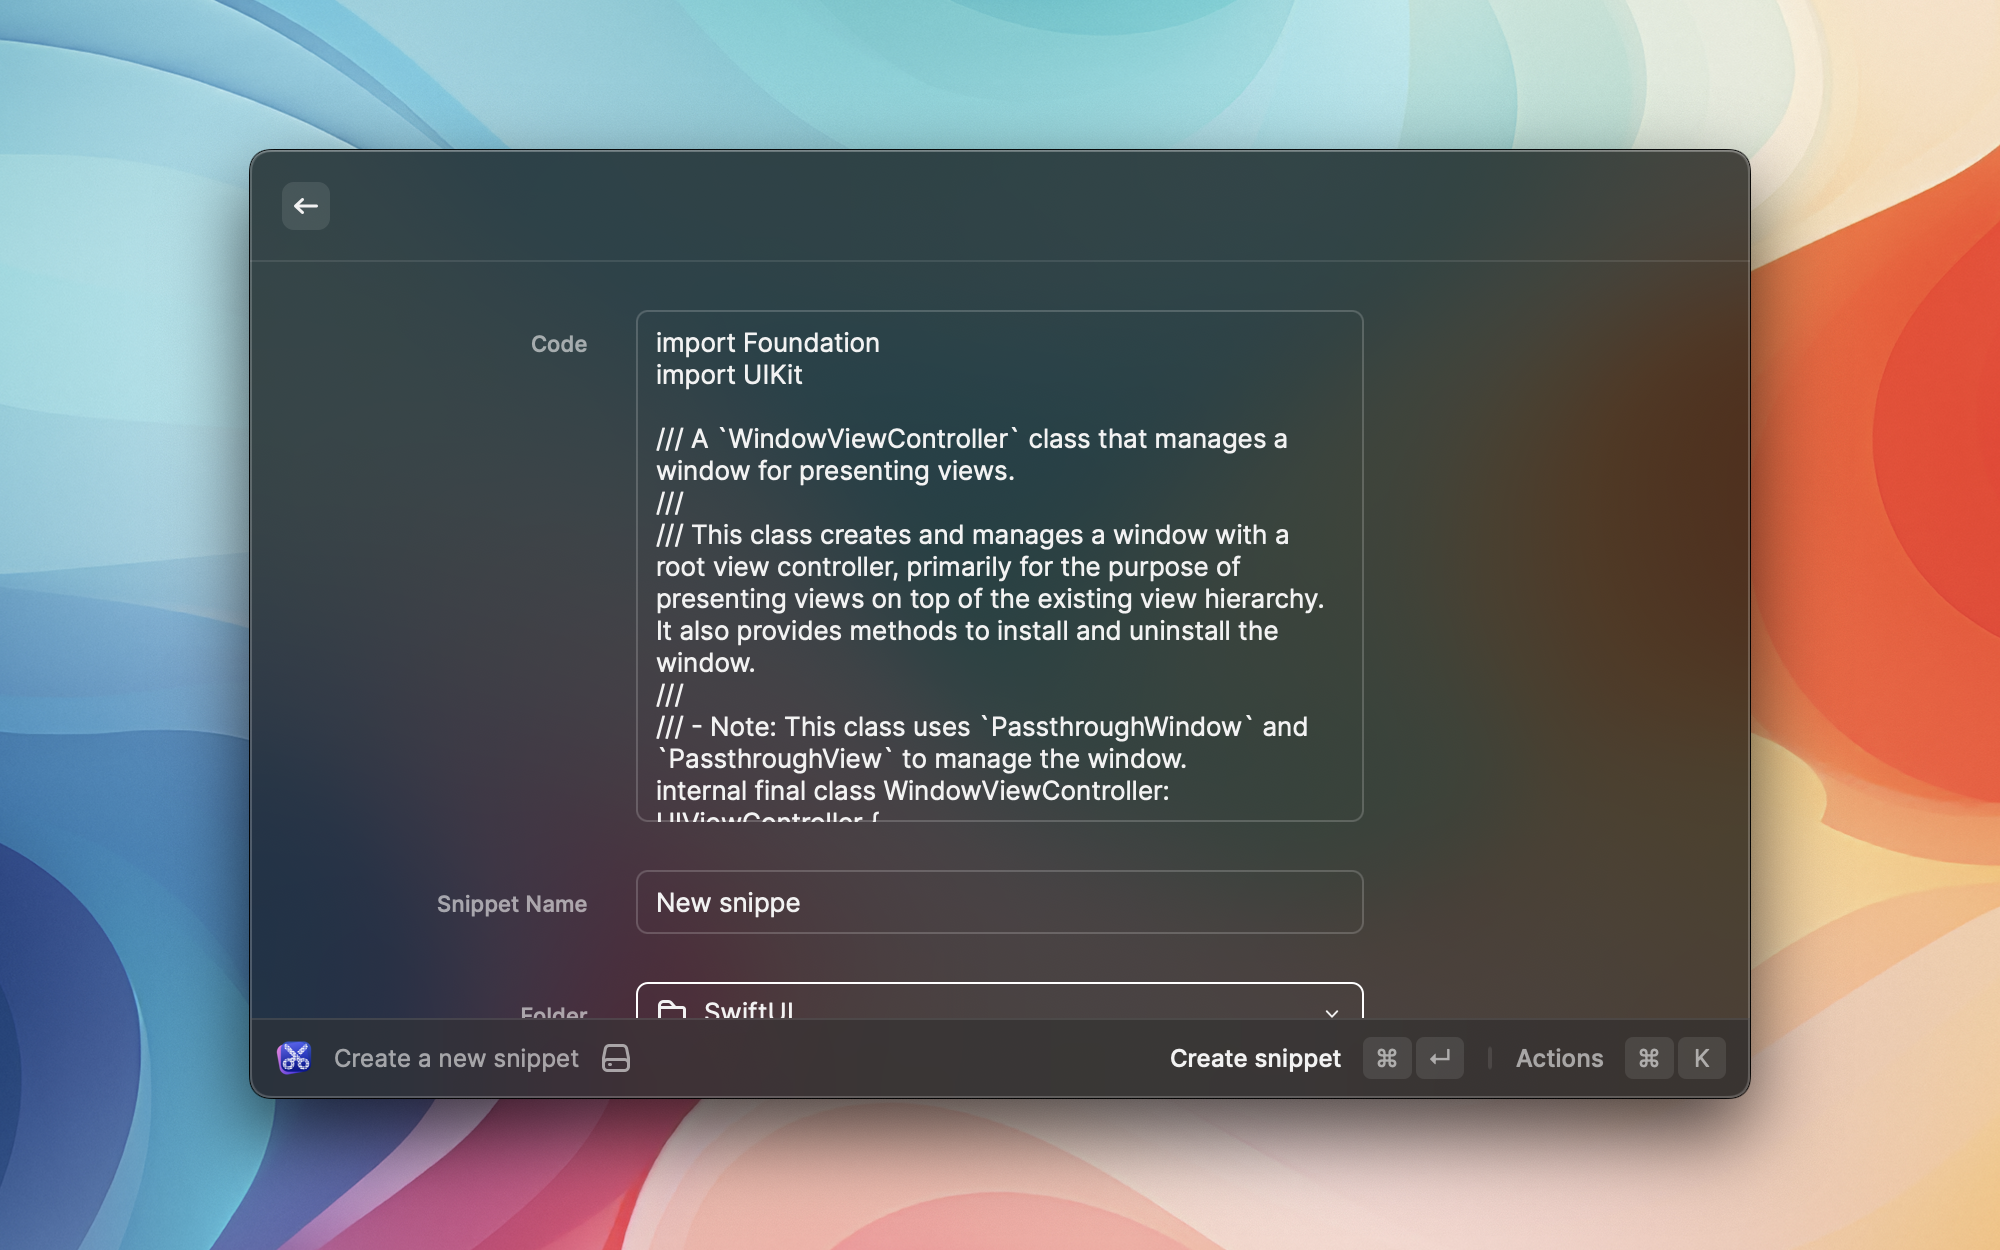 Code
import Foundation
import UIKit
/// A `WindowViewController` class that manages a
window for presenting views.
///
/// This class creates and manages a window with a
root view controller, primarily for the purpose of
presenting views on top of the existing view hierarchy.
It also provides methods to install and uninstall the
window.
///
/// - Note: This class uses `PassthroughWindow` and
`PassthroughView` to manage the window.
internal final class WindowViewController:
UIViewController {
Snippet Name
New snippe
Folder
SwiftUI
Create a new snippet
Create snippet ⌘ ↵
Actions ⌘ K